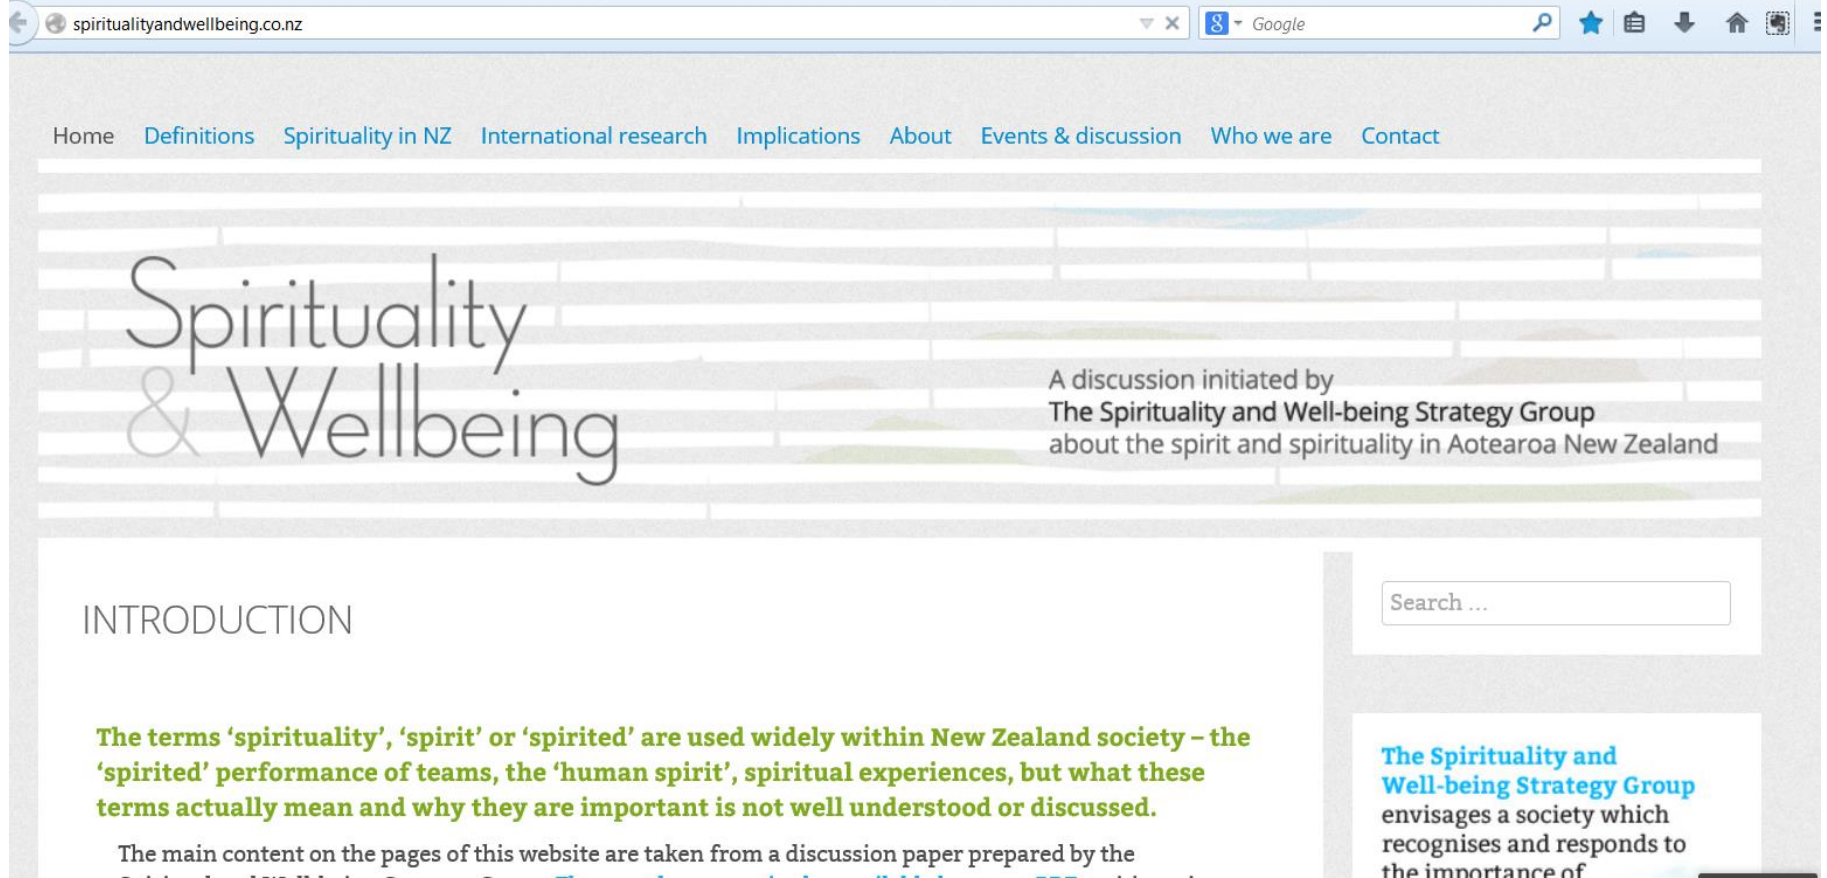 spiritualityandwellbeing.co.nz
Google
Home Definitions Spirituality in NZ International research Implications About Events & discussion Who we are Contact
Spirituality
& Wellbeing
A discussion initiated by
The Spirituality and Well-being Strategy Group
about the spirit and spirituality in Aotearoa New Zealand
INTRODUCTION
The terms ‘spirituality’, ‘spirit’ or ‘spirited’ are used widely within New Zealand society – the
‘spirited’ performance of teams, the ‘human spirit’, spiritual experiences, but what these
terms actually mean and why they are important is not well understood or discussed.
The main content on the pages of this website are taken from a discussion paper prepared by the
Search ...
The Spirituality and
Well-being Strategy Group
envisages a society which
recognises and responds to
the importance of